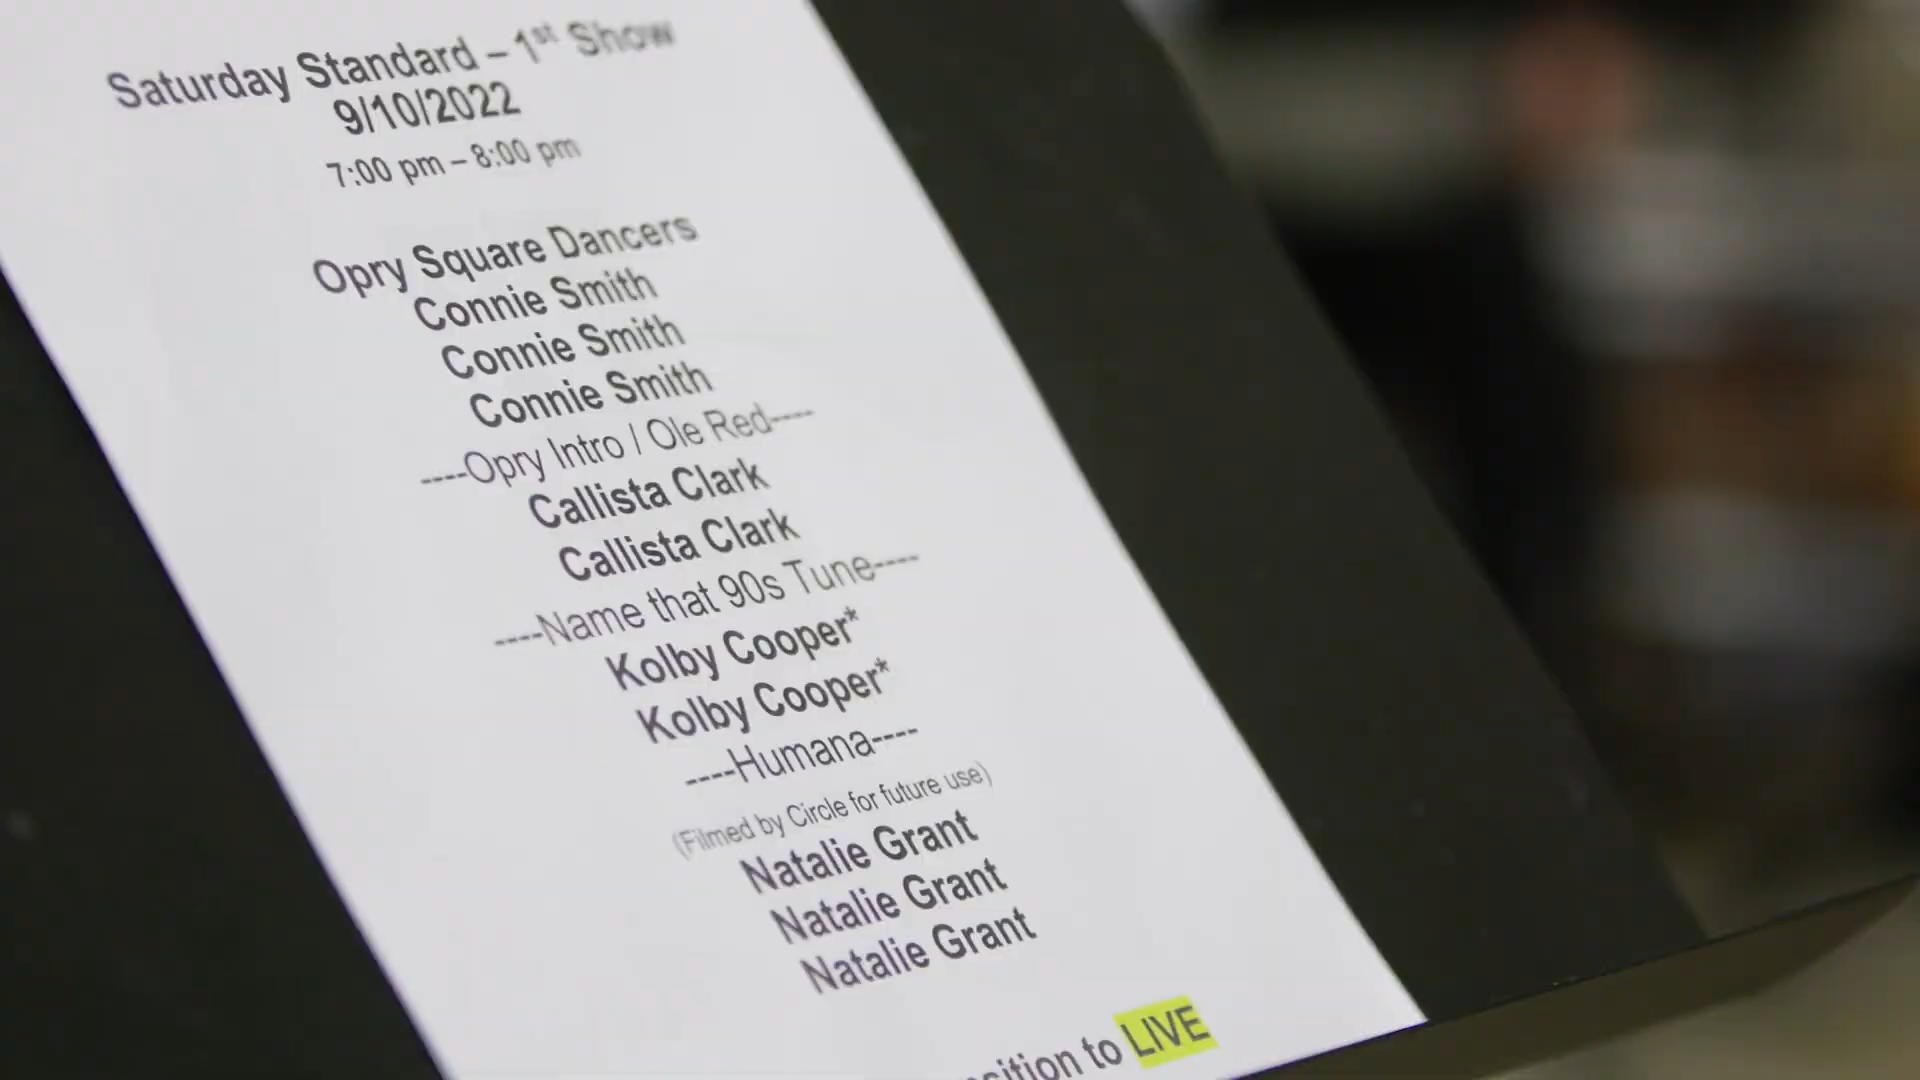 Saturday Standard – 1st Show
9/10/2022
7:00 pm – 8:00 pm
Opry Square Dancers
Connie Smith
Connie Smith
Connie Smith
----Opry Intro / Ole Red----
Callista Clark
Callista Clark
----Name that 90s Tune----
Kolby Cooper*
Kolby Cooper*
----Humana----
(Filmed by Circle for future use)
Natalie Grant
Natalie Grant
Natalie Grant
to LIVE